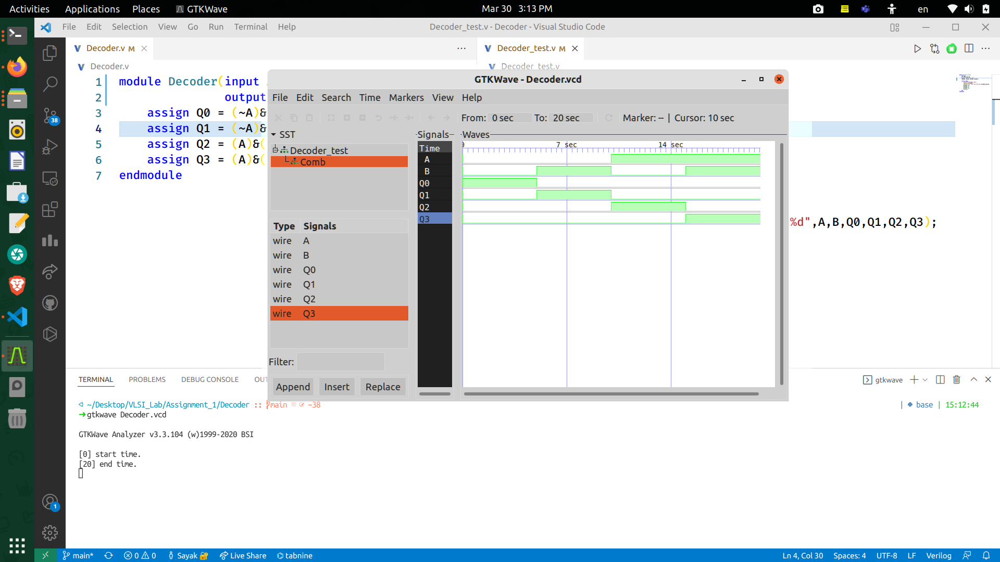 Activities Applications Places GTKWave Mar 30 3:13 PM en
File Edit Selection View Go Run Terminal Help Decoder_test.v - Decoder - Visual Studio Code
Decoder.v M Decoder_test.v M
Decoder.v Decoder_test.v
1 module Decoder(input
2 output
3 assign Q0 = (~A)&
4 assign Q1 = (~A)&
5 assign Q2 = (A)&(
6 assign Q3 = (A)&(
7 endmodule
%d",A,B,Q0,Q1,Q2,Q3);
GTKWave - Decoder.vcd
File Edit Search Time Markers View Help
From: 0 sec To: 20 sec Marker: -- | Cursor: 10 sec
SST
Decoder_test
Comb
Type Signals
wire A
wire B
wire Q0
wire Q1
wire Q2
wire Q3
Filter:
Append Insert Replace
Signals
Time
A
B
Q0
Q1
Q2
Q3
Waves
0 7 sec 14 sec
38
TERMINAL PROBLEMS DEBUG CONSOLE OUT
gtkwave
~/Desktop/VLSI_Lab/Assignment_1/Decoder :: main ~38 | base | 15:12:44
gtkwave Decoder.vcd
GTKWave Analyzer v3.3.104 (w)1999-2020 BSI
[0] start time.
[20] end time.
1
main* 0 0 Sayak Live Share tabnine Ln 4, Col 30 Spaces: 4 UTF-8 LF Verilog